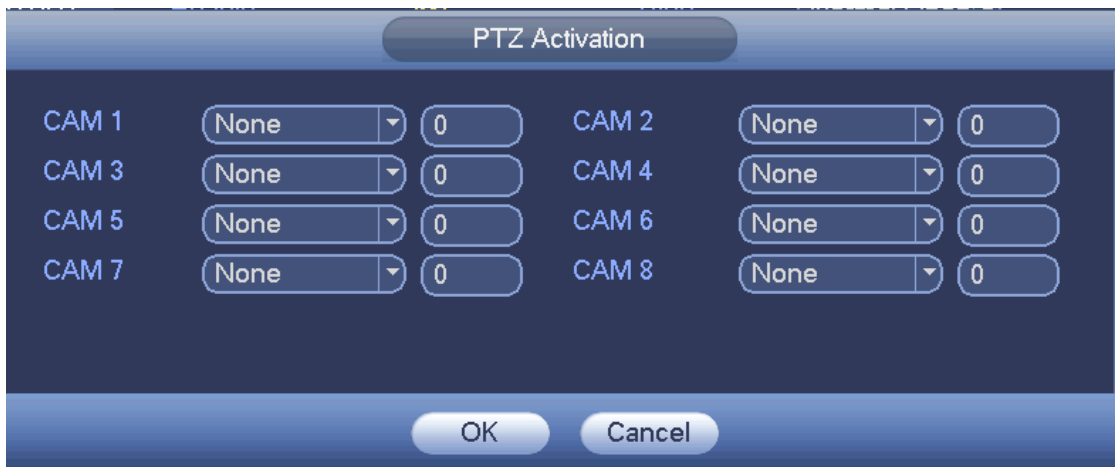 PTZ Activation
CAM 1 None 0 CAM 2 None 0
CAM 3 None 0 CAM 4 None 0
CAM 5 None 0 CAM 6 None 0
CAM 7 None 0 CAM 8 None 0
OK Cancel